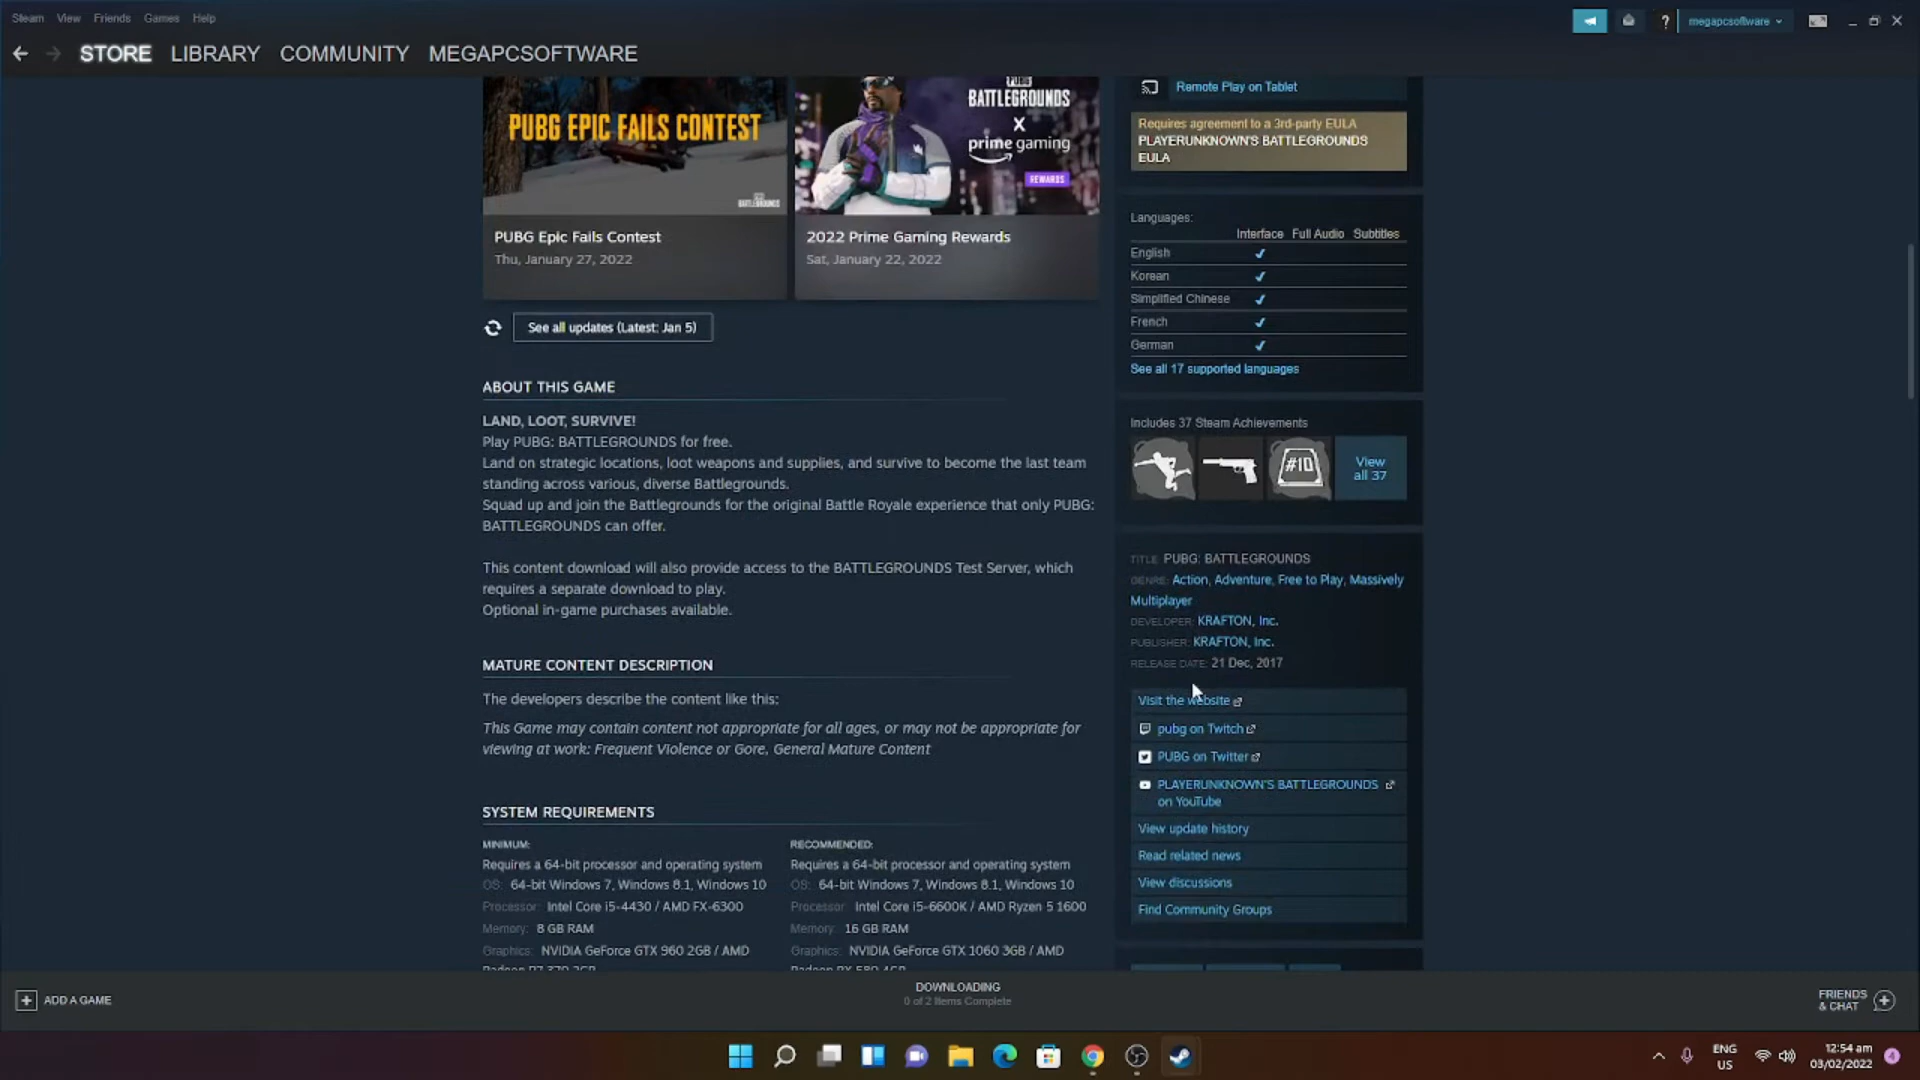 Steam View Friends Games Help
megapcsoftware
STORE LIBRARY COMMUNITY MEGAPCSOFTWARE
PUBG EPIC FAILS CONTEST
BATTLEGROUNDS
PUBG Epic Fails Contest
Thu, January 27, 2022
PUBG
BATTLEGROUNDS
X
prime gaming
REWARDS
2022 Prime Gaming Rewards
Sat, January 22, 2022
See all updates (Latest: Jan 5)
ABOUT THIS GAME
LAND, LOOT, SURVIVE!
Play PUBG: BATTLEGROUNDS for free.
Land on strategic locations, loot weapons and supplies, and survive to become the last team
standing across various, diverse Battlegrounds.
Squad up and join the Battlegrounds for the original Battle Royale experience that only PUBG:
BATTLEGROUNDS can offer.
This content download will also provide access to the BATTLEGROUNDS Test Server, which
requires a separate download to play.
Optional in-game purchases available.
MATURE CONTENT DESCRIPTION
The developers describe the content like this:
This Game may contain content not appropriate for all ages, or may not be appropriate for
viewing at work: Frequent Violence or Gore, General Mature Content
SYSTEM REQUIREMENTS
MINIMUM:
Requires a 64-bit processor and operating system
OS: 64-bit Windows 7, Windows 8.1, Windows 10
Processor: Intel Core i5-4430 / AMD FX-6300
Memory: 8 GB RAM
Graphics: NVIDIA GeForce GTX 960 2GB / AMD
Radeon R7 370 2GB
RECOMMENDED:
Requires a 64-bit processor and operating system
OS: 64-bit Windows 7, Windows 8.1, Windows 10
Processor: Intel Core i5-6600K / AMD Ryzen 5 1600
Memory: 16 GB RAM
Graphics: NVIDIA GeForce GTX 1060 3GB / AMD
Radeon RX 580 4GB
Remote Play on Tablet
Requires agreement to a 3rd-party EULA
PLAYERUNKNOWN'S BATTLEGROUNDS
EULA
Languages:
Interface Full Audio Subtitles
English ✔
Korean ✔
Simplified Chinese ✔
French ✔
German ✔
See all 17 supported languages
Includes 37 Steam Achievements
#10
View
all 37
TITLE: PUBG: BATTLEGROUNDS
GENRE: Action, Adventure, Free to Play, Massively
Multiplayer
DEVELOPER: KRAFTON, Inc.
PUBLISHER: KRAFTON, Inc.
RELEASE DATE: 21 Dec, 2017
Visit the website
pubg on Twitch
PUBG on Twitter
PLAYERUNKNOWN'S BATTLEGROUNDS
on YouTube
View update history
Read related news
View discussions
Find Community Groups
ADD A GAME
DOWNLOADING
0 of 2 Items Complete
FRIENDS
& CHAT
ENG
US
12:54 am
03/02/2022
4